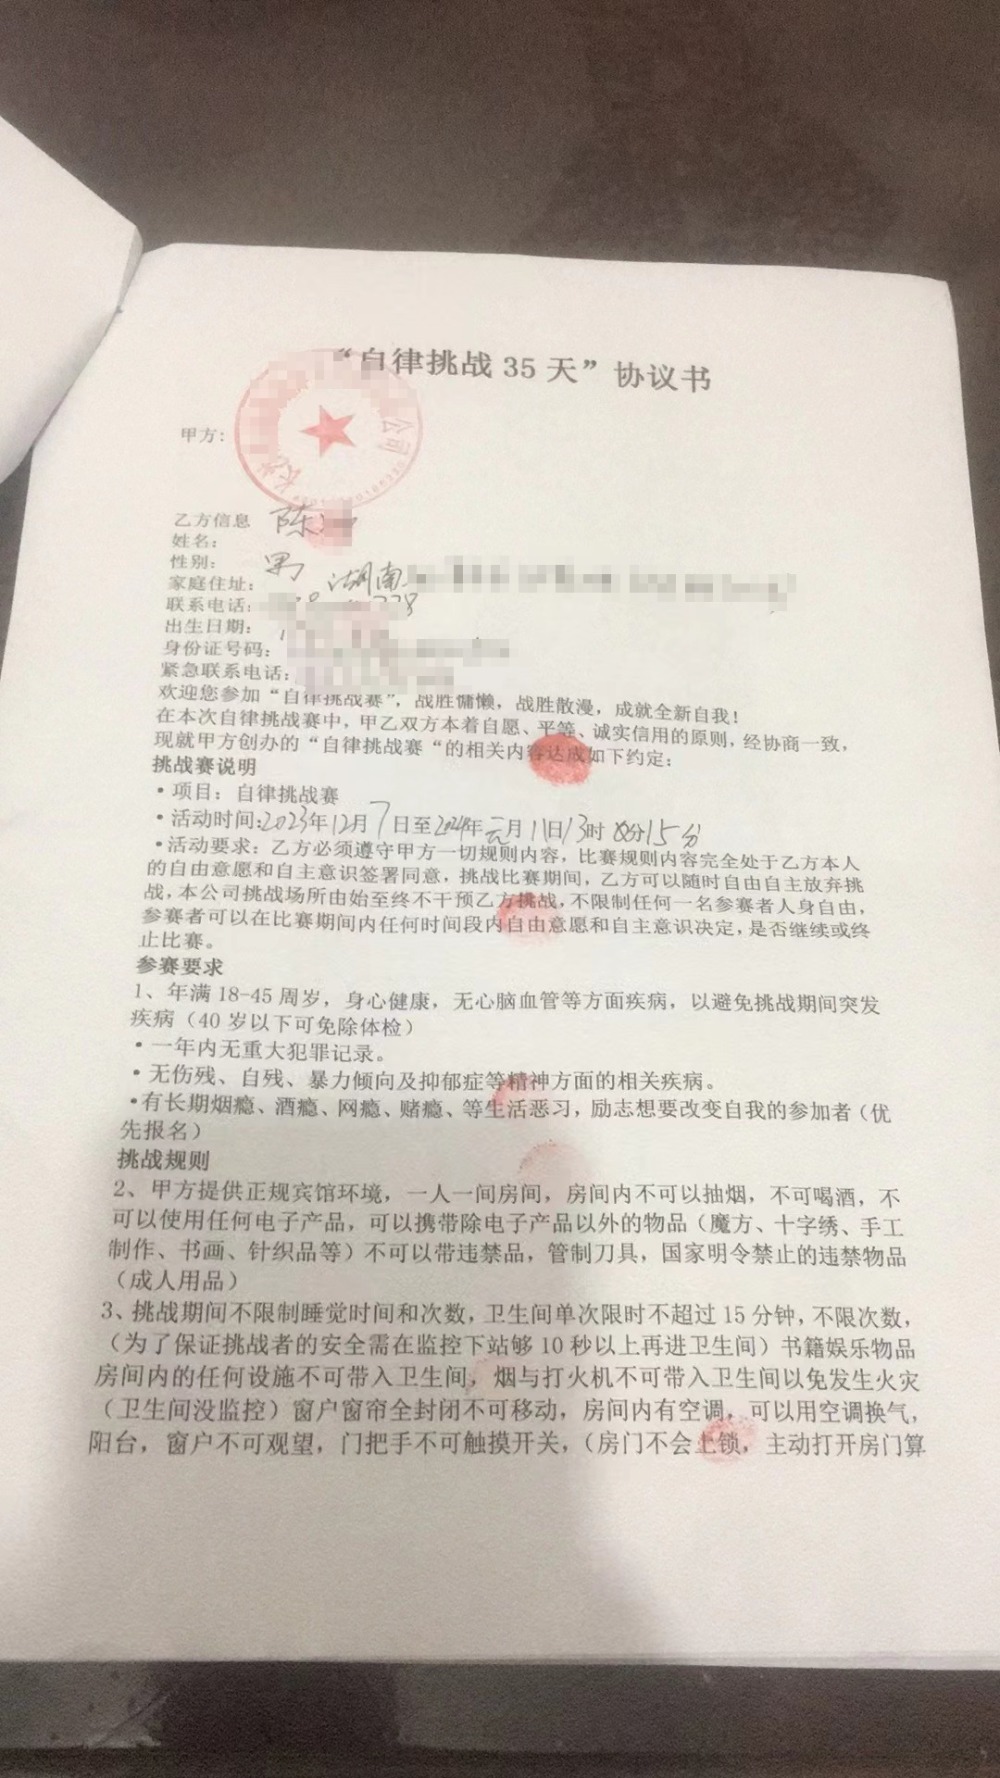 “自律挑战 35 天”协议书
甲方:
公司
乙方信息
陈
姓名:
性别: 男
家庭住址: 湖南
联系电话:
出生日期:
身份证号码:
紧急联系电话:
欢迎您参加“自律挑战赛”，战胜慵懒，战胜散漫，成就全新自我！
在本次自律挑战赛中，甲乙双方本着自愿、平等、诚实信用的原则，经协商一致，
现就甲方创办的“自律挑战赛“的相关内容达成如下约定：
挑战赛说明
·项目：自律挑战赛
·活动时间:2023年12月7日至2024年元月11日13时 分15分
·活动要求：乙方必须遵守甲方一切规则内容，比赛规则内容完全处于乙方本人
的自由意愿和自主意识签署同意，挑战比赛期间，乙方可以随时自由自主放弃挑
战，本公司挑战场所由始至终不干预乙方挑战，不限制任何一名参赛者人身自由，
参赛者可以在比赛期间内任何时间段内自由意愿和自主意识决定，是否继续或终
止比赛。
参赛要求
1、年满 18-45 周岁，身心健康，无心脑血管等方面疾病，以避免挑战期间突发
疾病（40 岁以下可免除体检）
·一年内无重大犯罪记录。
·无伤残、自残、暴力倾向及抑郁症等精神方面的相关疾病。
·有长期烟瘾、酒瘾、网瘾、赌瘾、等生活恶习，励志想要改变自我的参加者（优
先报名）
挑战规则
2、甲方提供正规宾馆环境，一人一间房间，房间内不可以抽烟，不可喝酒，不
可以使用任何电子产品，可以携带除电子产品以外的物品（魔方、十字绣、手工
制作、书画、针织品等）不可以带违禁品，管制刀具，国家明令禁止的违禁物品
（成人用品）
3、挑战期间不限制睡觉时间和次数，卫生间单次限时不超过 15 分钟，不限次数，
（为了保证挑战者的安全需在监控下站够 10 秒以上再进卫生间）书籍娱乐物品
房间内的任何设施不可带入卫生间，烟与打火机不可带入卫生间以免发生火灾
（卫生间没监控）窗户窗帘全封闭不可移动，房间内有空调，可以用空调换气，
阳台，窗户不可观望，门把手不可触摸开关，（房门不会上锁，主动打开房门算